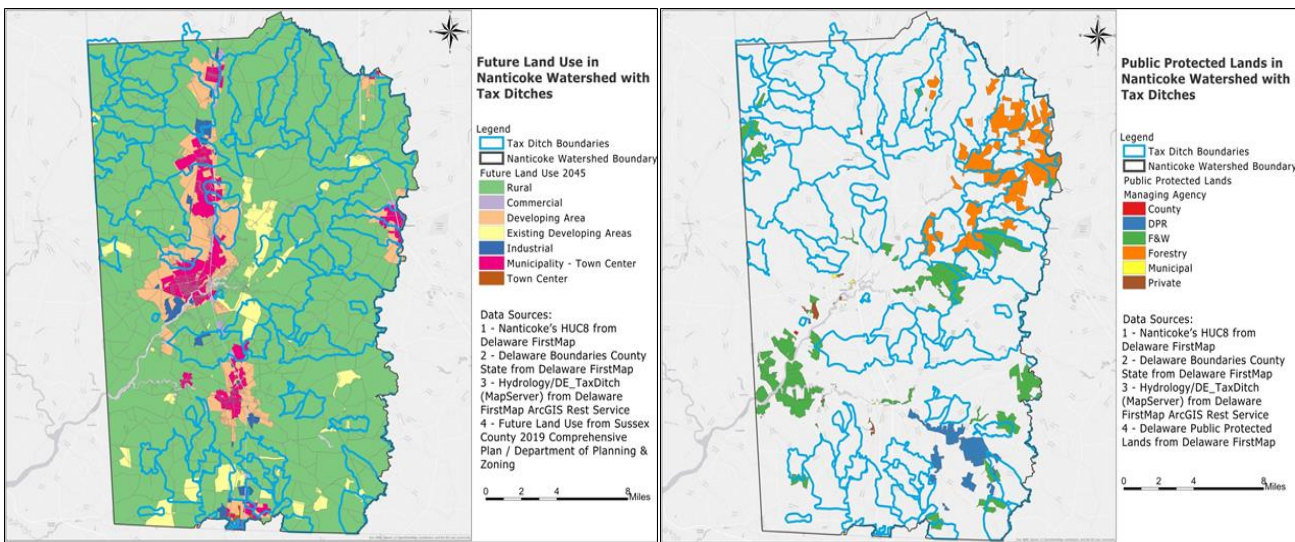 Future Land Use in
Nanticoke Watershed with
Tax Ditches
Legend
Tax Ditch Boundaries
Nanticoke Watershed Boundary
Future Land Use 2045
Rural
Commercial
Developing Area
Existing Developing Areas
Industrial
Municipality - Town Center
Town Center
Data Sources:
1 - Nanticoke's HUC8 from
Delaware FirstMap
2 - Delaware Boundaries County
State from Delaware FirstMap
3 - Hydrology/DE_TaxDitch
(MapServer) from Delaware
FirstMap ArcGIS Rest Service
4 - Future Land Use from Sussex
County 2019 Comprehensive
Plan / Department of Planning &
Zoning
0 2 4 8 Miles
Public Protected Lands in
Nanticoke Watershed with
Tax Ditches
Legend
Tax Ditch Boundaries
Nanticoke Watershed Boundary
Public Protected Lands
Managing Agency
County
DPR
F&W
Forestry
Municipal
Private
Data Sources:
1 - Nanticoke's HUC8 from
Delaware FirstMap
2 - Delaware Boundaries County
State from Delaware FirstMap
3 - Hydrology/DE_TaxDitch
(MapServer) from Delaware
FirstMap ArcGIS Rest Service
4 - Delaware Public Protected
Lands from Delaware FirstMap
0 2 4 8 Miles